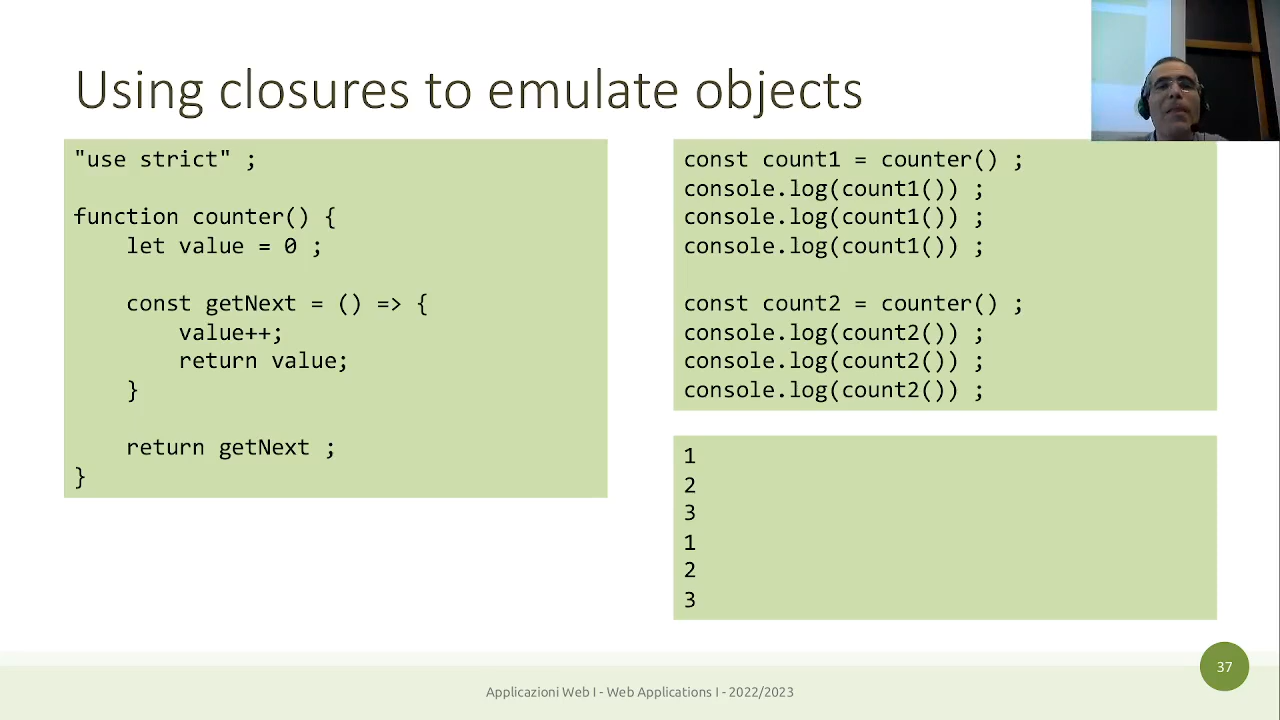 Using closures to emulate objects
"use strict" ;
function counter() {
let value = 0 ;
const getNext = () => {
value++;
return value;
}
return getNext ;
}
const count1 = counter() ;
console.log(count1()) ;
console.log(count1()) ;
console.log(count1()) ;
const count2 = counter() ;
console.log(count2()) ;
console.log(count2()) ;
console.log(count2()) ;
1
2
3
1
2
3
37
Applicazioni Web I - Web Applications I - 2022/2023